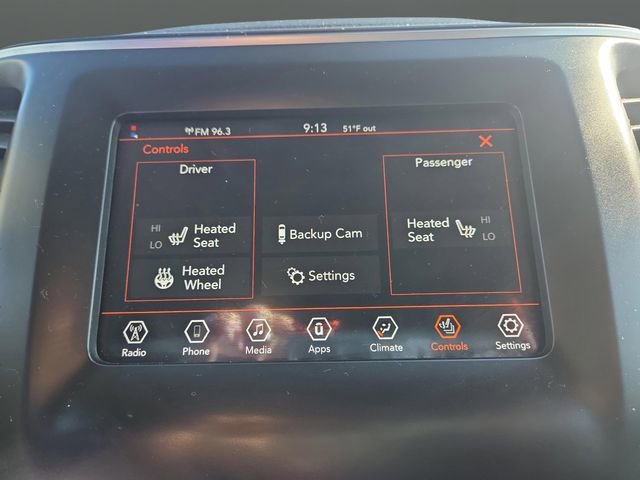 FM 96.3 9:13 51°F out
Controls
Driver
HI
LO
Heated
Seat
Heated
Wheel
Backup Cam
Settings
Passenger
Heated
Seat
HI
LO
Radio Phone Media Apps Climate Controls Settings